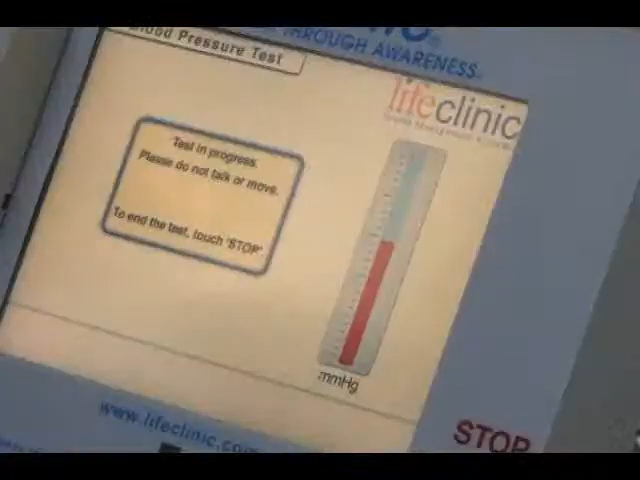 THROUGH AWARENESS.
Blood Pressure Test
lifeclinic
Test in progress.
Please do not talk or move.
To end the test, touch 'STOP'
mmHg
www.lifeclinic.com
STOP